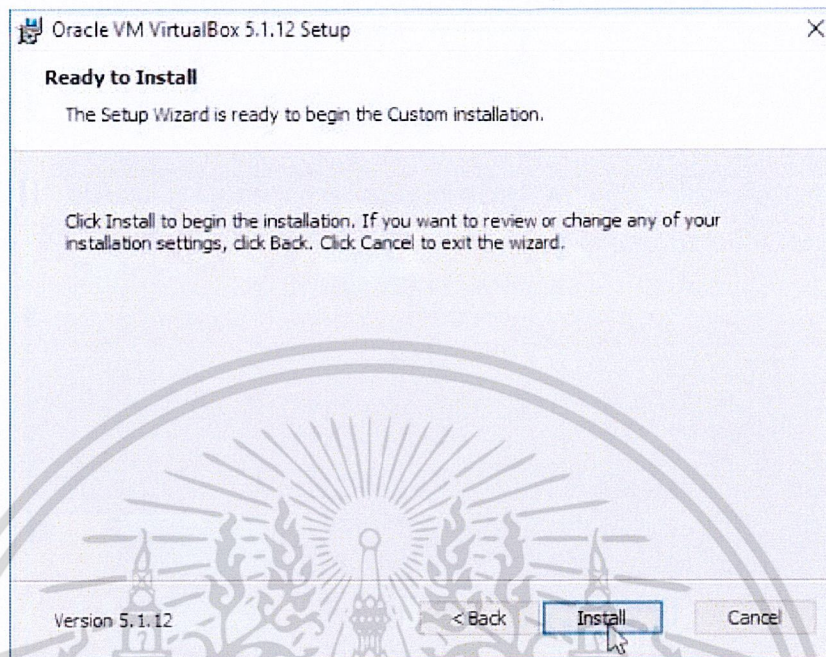 Oracle VM VirtualBox 5.1.12 Setup
Ready to Install
The Setup Wizard is ready to begin the Custom installation.
Click Install to begin the installation. If you want to review or change any of your
installation settings, click Back. Click Cancel to exit the wizard.
Version 5.1.12
< Back
Install
Cancel